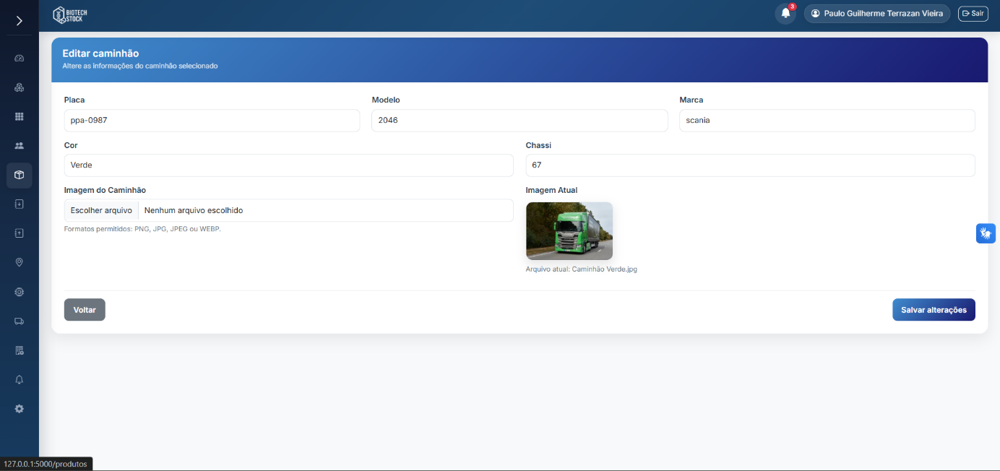 BIOTECH
STOCK
3
Paulo Guilherme Terrazan Vieira
Sair
Editar caminhão
Altere as informações do caminhão selecionado
Placa
Modelo
Marca
ppa-0987
2046
scania
Cor
Chassi
Verde
67
Imagem do Caminhão
Imagem Atual
Escolher arquivo
Nenhum arquivo escolhido
Formatos permitidos: PNG, JPG, JPEG ou WEBP.
Arquivo atual: Caminhão Verde.jpg
Voltar
Salvar alterações
127.0.0.1:5000/produtos